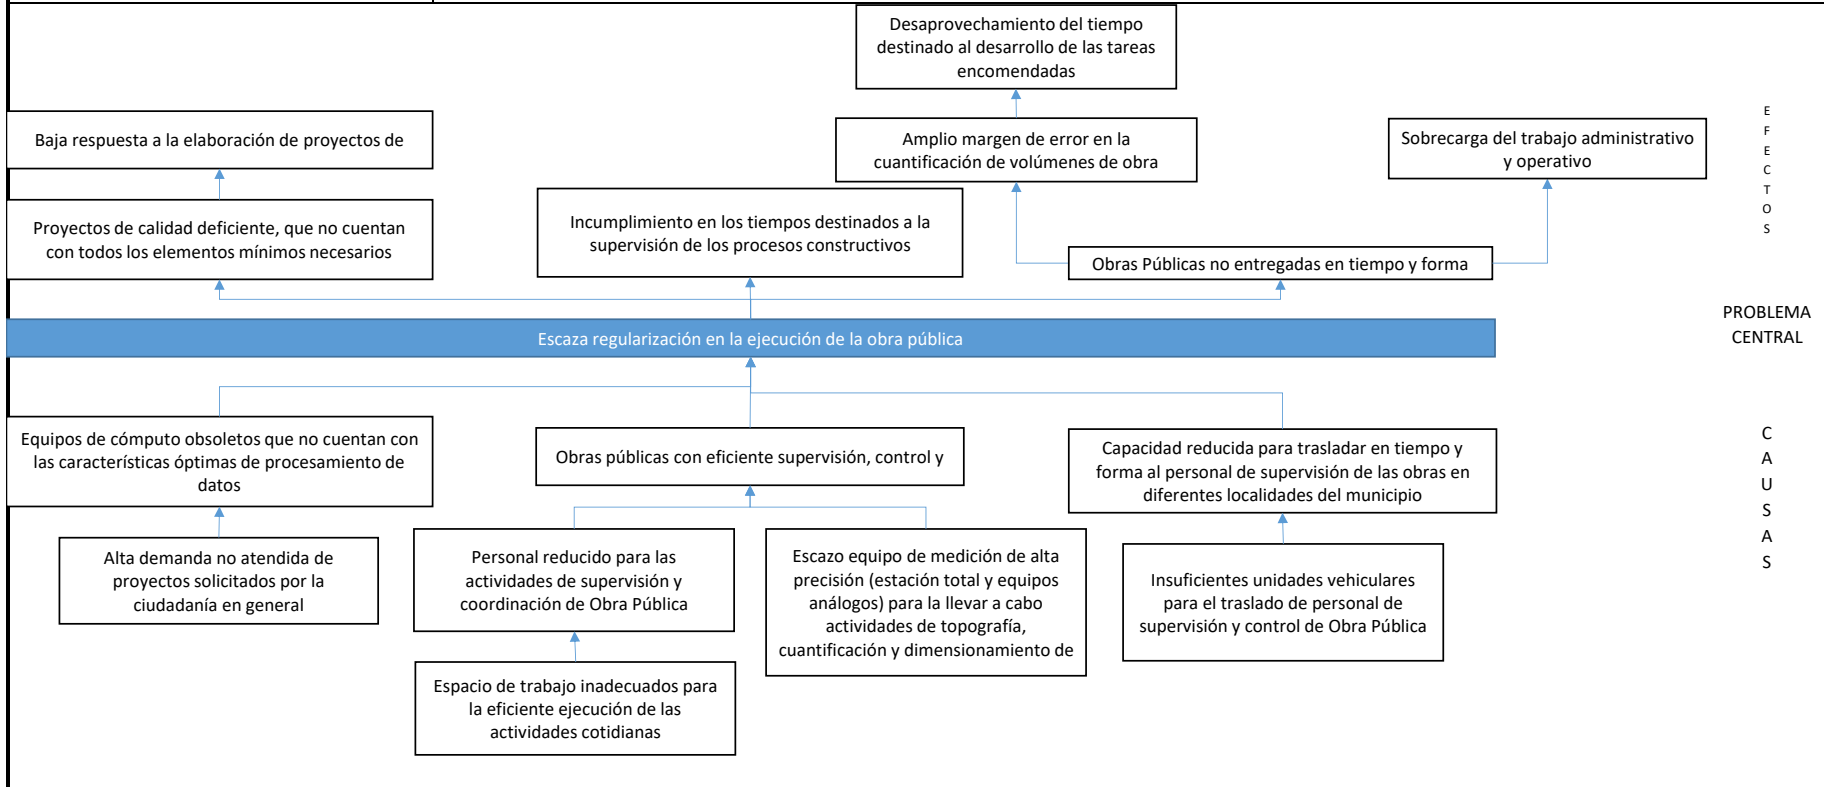 Desaprovechamiento del tiempo
destinado al desarrollo de las tareas
encomendadas
Baja respuesta a la elaboración de proyectos de
Amplio margen de error en la
cuantificación de volúmenes de obra
Sobrecarga del trabajo administrativo
y operativo
E
F
E
C
T
O
S
Proyectos de calidad deficiente, que no cuentan
con todos los elementos mínimos necesarios
Incumplimiento en los tiempos destinados a la
supervisión de los procesos constructivos
Obras Públicas no entregadas en tiempo y forma
Escaza regularización en la ejecución de la obra pública
PROBLEMA
CENTRAL
Equipos de cómputo obsoletos que no cuentan con
las características óptimas de procesamiento de
datos
Obras públicas con eficiente supervisión, control y
Capacidad reducida para trasladar en tiempo y
forma al personal de supervisión de las obras en
diferentes localidades del municipio
C
A
U
S
A
S
Alta demanda no atendida de
proyectos solicitados por la
ciudadanía en general
Personal reducido para las
actividades de supervisión y
coordinación de Obra Pública
Escazo equipo de medición de alta
precisión (estación total y equipos
análogos) para la llevar a cabo
actividades de topografía,
cuantificación y dimensionamiento de
Insuficientes unidades vehiculares
para el traslado de personal de
supervisión y control de Obra Pública
Espacio de trabajo inadecuados para
la eficiente ejecución de las
actividades cotidianas